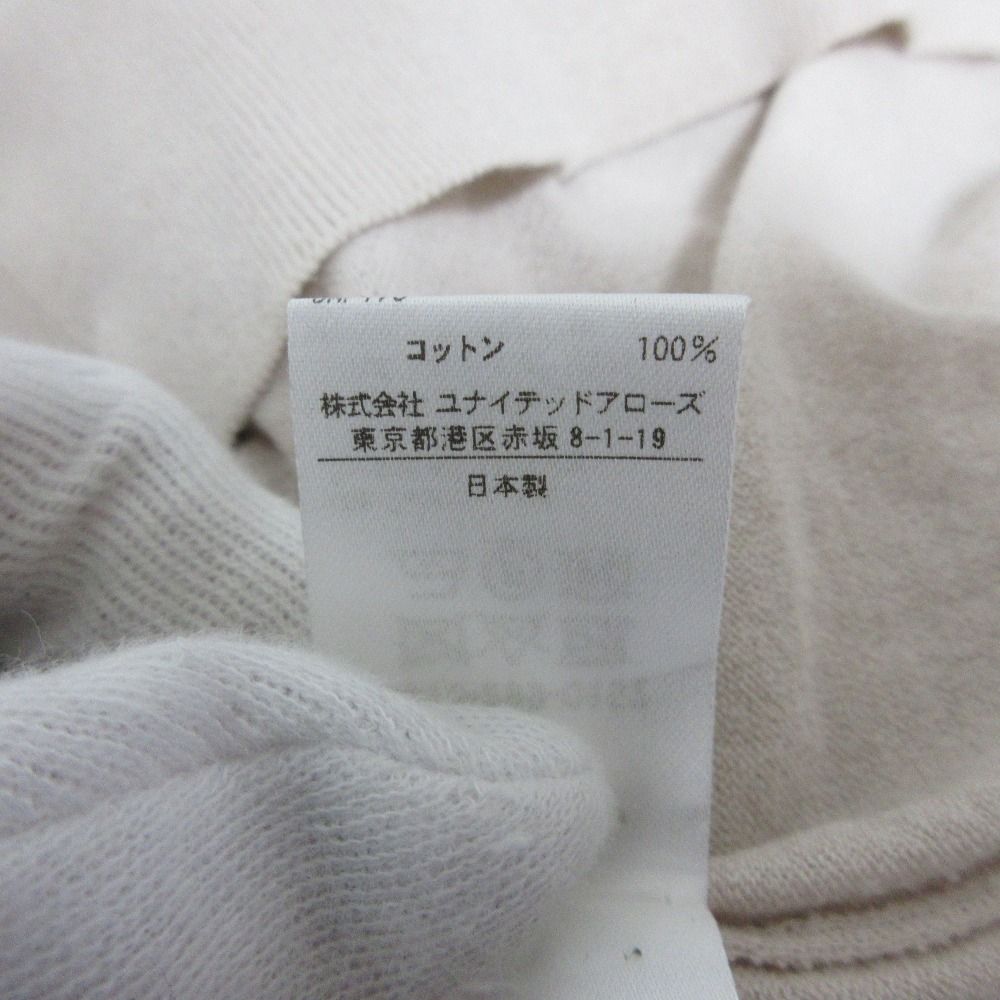 コットン 100%
株式会社 ユナイテッドアローズ
東京都港区赤坂 8-1-19
日本製